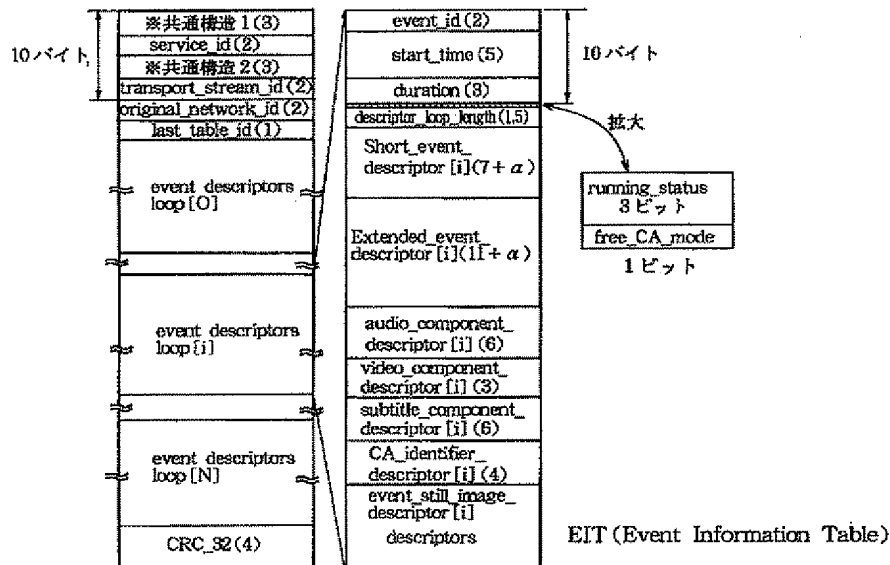 10バイト
※共通構造1(3)
service_id(2)
※共通構造2(3)
transport_stream_id(2)
original_network_id(2)
last_table_id(1)
event descriptors
loop[0]
event descriptors
loop[i]
event descriptors
loop[N]
CRC_32(4)
event_id(2)
start_time(5)
duration(3)
descriptor_loop_length(1,5)
Short_event_
descriptor[i](7+α)
Extended_event_
descriptor[i](11+α)
audio_component_
descriptor[i](6)
video_component_
descriptor[i](3)
subtitle_component_
descriptor[i](6)
CA_identifier_
descriptor[i](4)
event_still_image_
descriptor[i]
descriptors
10バイト
拡大
running_status
3ビット
free_CA_mode
1ビット
EIT(Event Information Table)